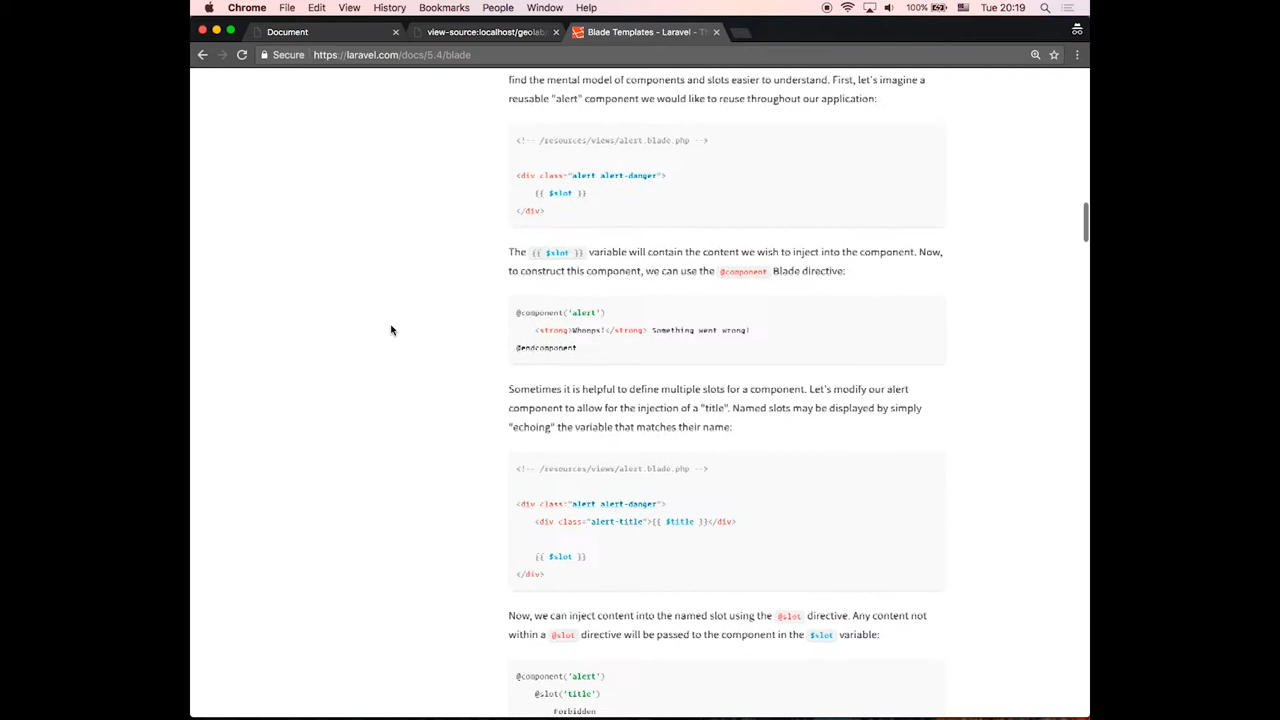 Chrome File Edit View History Bookmarks People Window Help 100% Tue 20:19
Document view-source:localhost/geolab Blade Templates - Laravel - Th
Secure https://laravel.com/docs/5.4/blade
find the mental model of components and slots easier to understand. First, let's imagine a
reusable "alert" component we would like to reuse throughout our application:
<!-- /resources/views/alert.blade.php -->
<div class="alert alert-danger">
{{ $slot }}
</div>
The {{ $slot }} variable will contain the content we wish to inject into the component. Now,
to construct this component, we can use the @component Blade directive:
@component('alert')
<strong>Whoops!</strong> Something went wrong!
@endcomponent
Sometimes it is helpful to define multiple slots for a component. Let's modify our alert
component to allow for the injection of a "title". Named slots may be displayed by simply
"echoing" the variable that matches their name:
<!-- /resources/views/alert.blade.php -->
<div class="alert alert-danger">
<div class="alert-title">{{ $title }}</div>
{{ $slot }}
</div>
Now, we can inject content into the named slot using the @slot directive. Any content not
within a @slot directive will be passed to the component in the $slot variable:
@component('alert')
@slot('title')
Forbidden